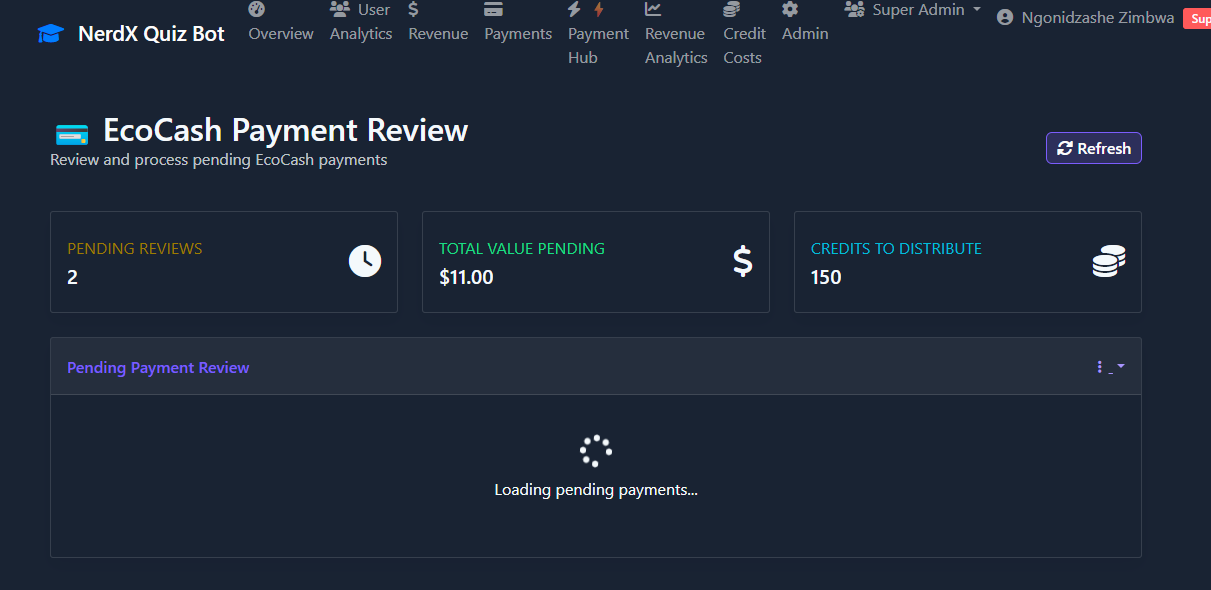 NerdX Quiz Bot
Overview
User
Analytics
Revenue
Payments
Payment
Hub
Revenue
Analytics
Credit
Costs
Admin
Super Admin
Ngonidzashe Zimbwa
Sup
EcoCash Payment Review
Review and process pending EcoCash payments
Refresh
PENDING REVIEWS
2
TOTAL VALUE PENDING
$11.00
CREDITS TO DISTRIBUTE
150
Pending Payment Review
Loading pending payments...